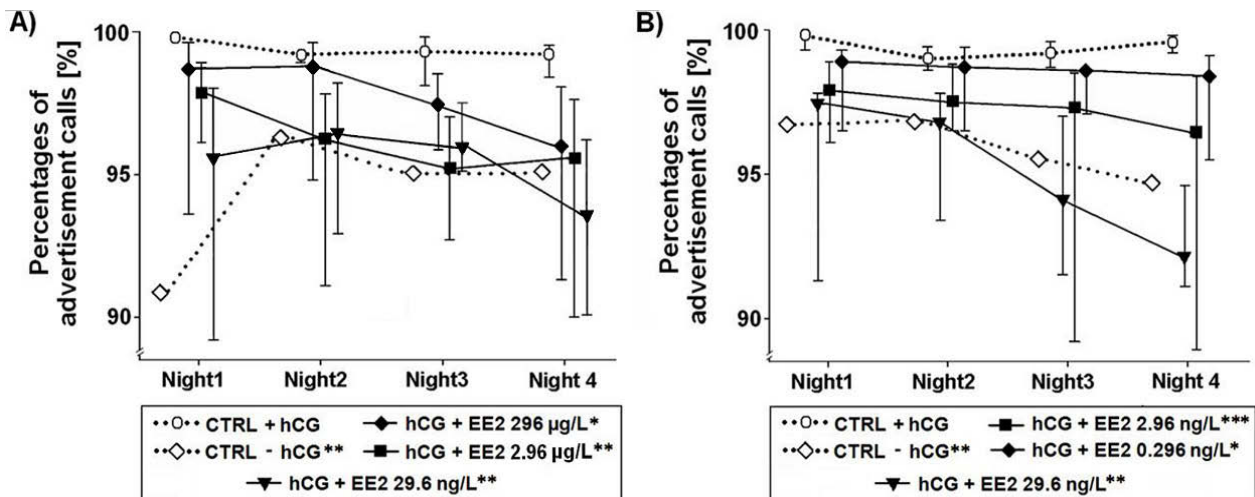 A)
Percentages of
advertisement calls [%]
100
95
90
Night1 Night2 Night3 Night 4
CTRL + hCG hCG + EE2 296 µg/L*
CTRL - hCG** hCG + EE2 2.96 µg/L**
hCG + EE2 29.6 ng/L**
B)
Percentages of
advertisement calls [%]
100
95
90
Night1 Night2 Night3 Night 4
CTRL + hCG hCG + EE2 2.96 ng/L***
CTRL - hCG** hCG + EE2 0.296 ng/L*
hCG + EE2 29.6 ng/L**